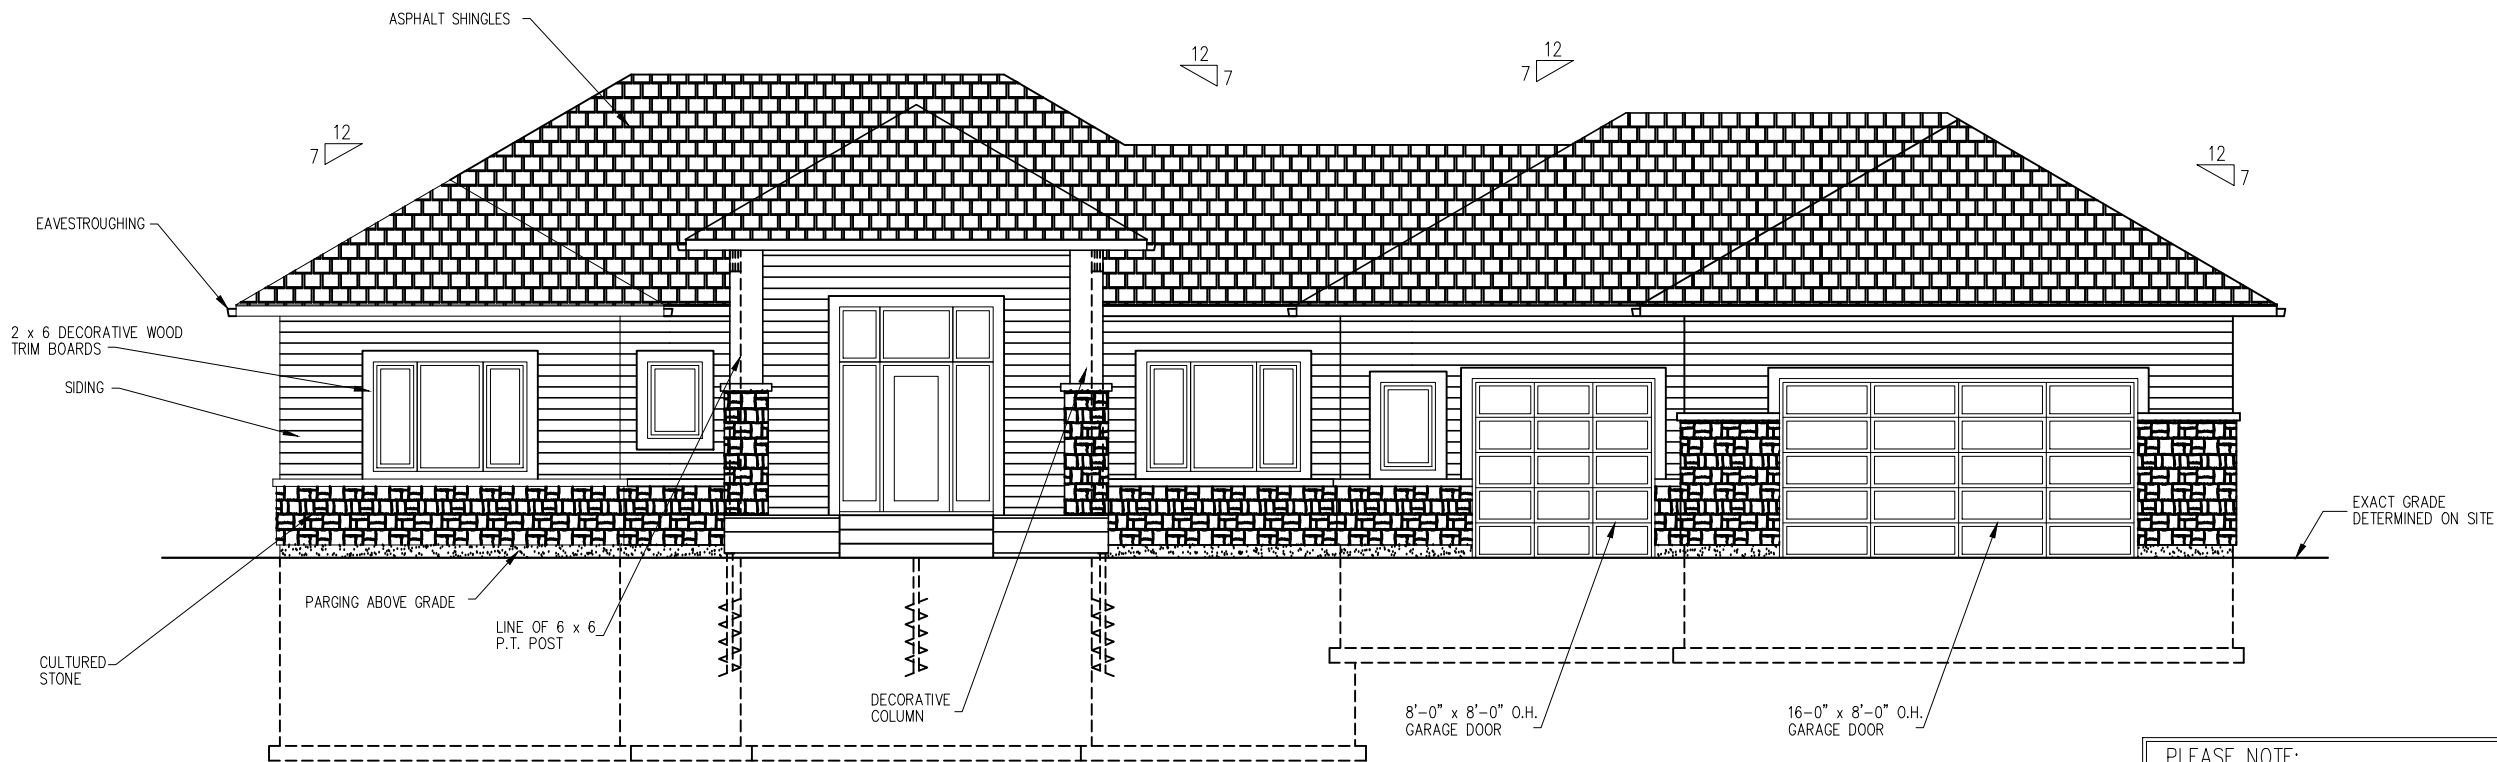 ASPHALT SHINGLES
12
7
12
7
12
7
12
7
EAVESTROUGHING
2 x 6 DECORATIVE WOOD
TRIM BOARDS
SIDING
EXACT GRADE
DETERMINED ON SITE
PARGING ABOVE GRADE
LINE OF 6 x 6
P.T. POST
CULTURED
STONE
DECORATIVE
COLUMN
8'-0" x 8'-0" O.H.
GARAGE DOOR
16-0" x 8'-0" O.H.
GARAGE DOOR
PLEASE NOTE: